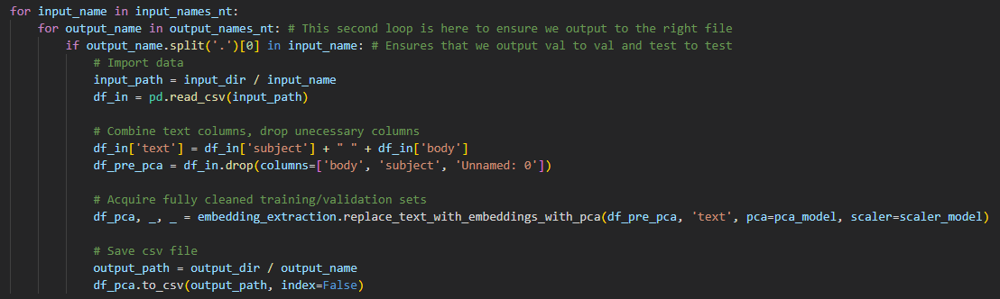 for input_name in input_names_nt:
    for output_name in output_names_nt: # This second loop is here to ensure we output to the right file
        if output_name.split('.')[0] in input_name: # Ensures that we output val to val and test to test
            # Import data
            input_path = input_dir / input_name
            df_in = pd.read_csv(input_path)

            # Combine text columns, drop unecessary columns
            df_in['text'] = df_in['subject'] + " " + df_in['body']
            df_pre_pca = df_in.drop(columns=['body', 'subject', 'Unnamed: 0'])

            # Acquire fully cleaned training/validation sets
            df_pca, _, _ = embedding_extraction.replace_text_with_embeddings_with_pca(df_pre_pca, 'text', pca=pca_model, scaler=scaler_model)

            # Save csv file
            output_path = output_dir / output_name
            df_pca.to_csv(output_path, index=False)